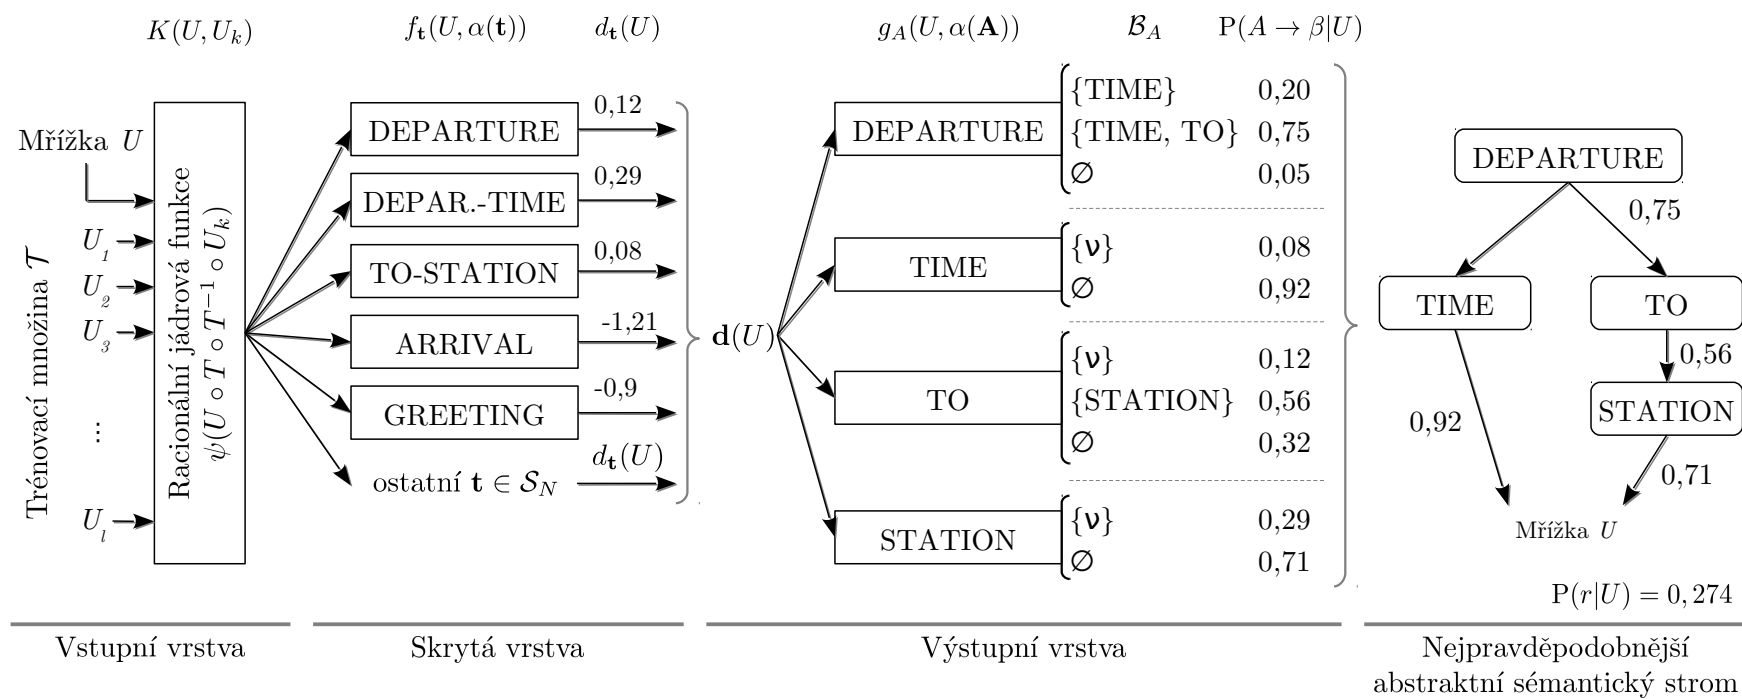 K(U, U_k)
f_t(U, α(t))
d_t(U)
g_A(U, α(A))
B_A
P(A → β|U)
Mřížka U
Trénovací množina T
U_1
U_2
U_3
⋮
U_l
Racionální jádrová funkce
ψ(U ∘ T ∘ T⁻¹ ∘ U_k)
DEPARTURE 0,12
DEPAR.-TIME 0,29
TO-STATION 0,08
ARRIVAL -1,21
GREETING -0,9
ostatní t ∈ S_N d_t(U)
d(U)
DEPARTURE
{TIME} 0,20
{TIME, TO} 0,75
∅ 0,05
TIME
{ν} 0,08
∅ 0,92
TO
{ν} 0,12
{STATION} 0,56
∅ 0,32
STATION
{ν} 0,29
∅ 0,71
DEPARTURE
0,75
TIME
TO
0,56
STATION
0,92
0,71
Mřížka U
P(r|U) = 0,274
Vstupní vrstva
Skrytá vrstva
Výstupní vrstva
Nejpravděpodobnější
abstraktní sémantický strom